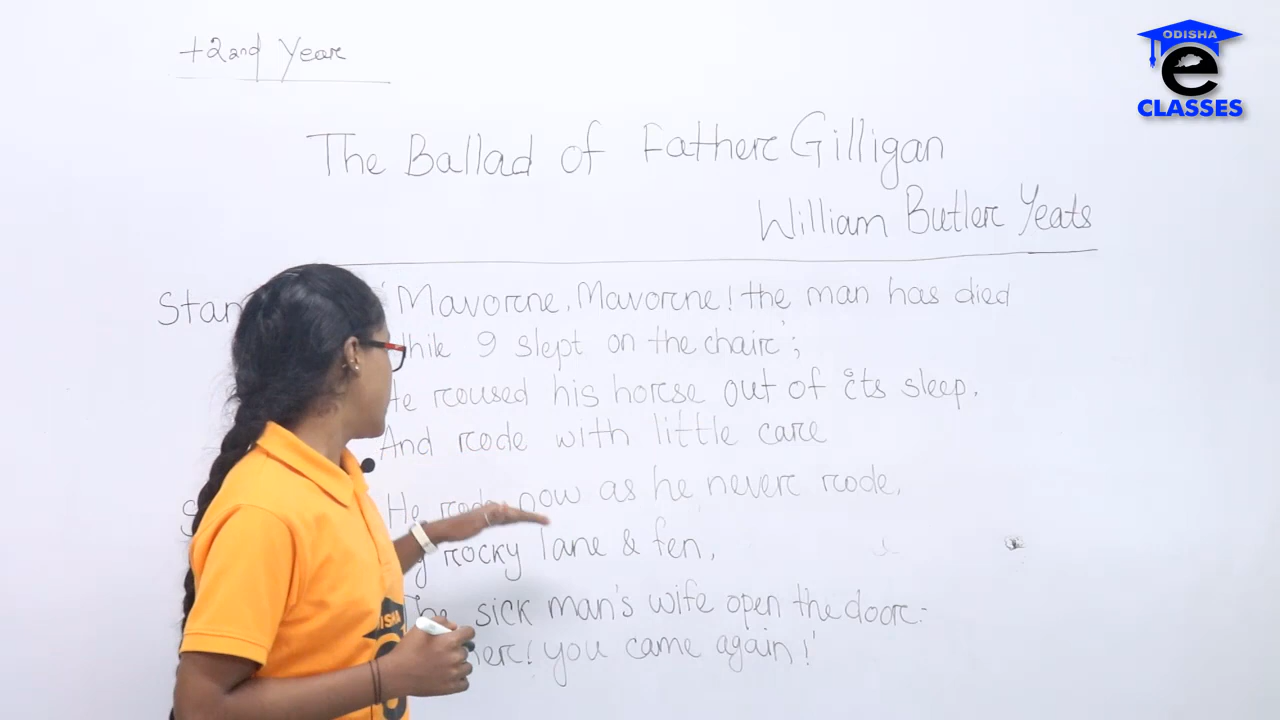 +2 2nd Year
ODISHA
e
CLASSES
The Ballad of Father Gilligan
William Butler Yeats
'Mavorne, Mavorne! the man has died
While I slept on the chair';
He roused his horse out of its sleep,
And rode with little care
He rode now as he never rode,
rocky lane & fen,
The sick man's wife open the door:
you came again!'